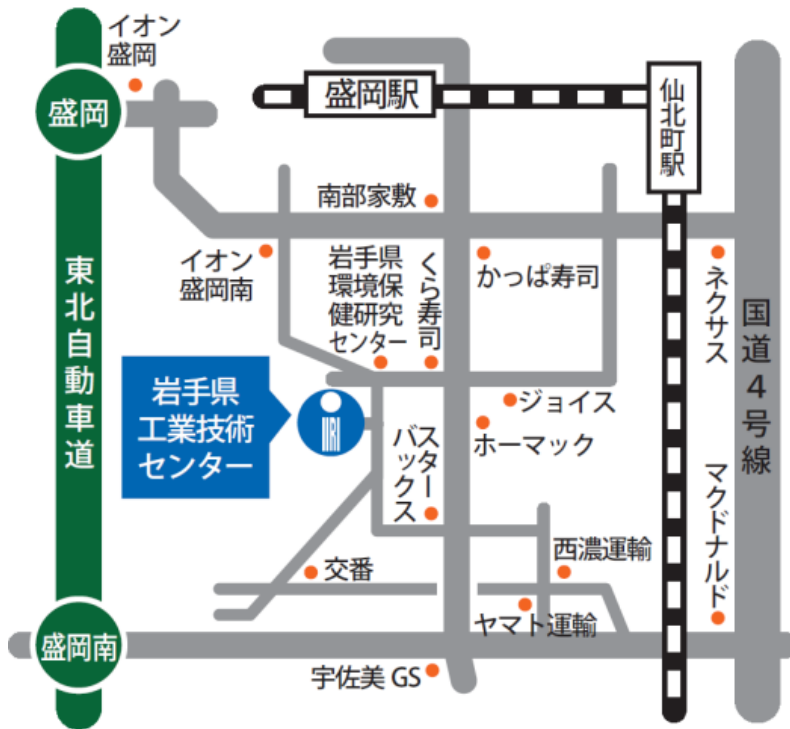 イオン
盛岡
盛岡
盛岡駅
仙北町駅
南部家敷
イオン
盛岡南
岩手県
環境保
健研究
センター
くら寿司
かっぱ寿司
ネクサス
東北自動車道
国道4号線
岩手県
工業技術
センター
IIRI
ジョイス
ホーマック
スター
バックス
マクドナルド
西濃運輸
交番
ヤマト運輸
盛岡南
宇佐美 GS